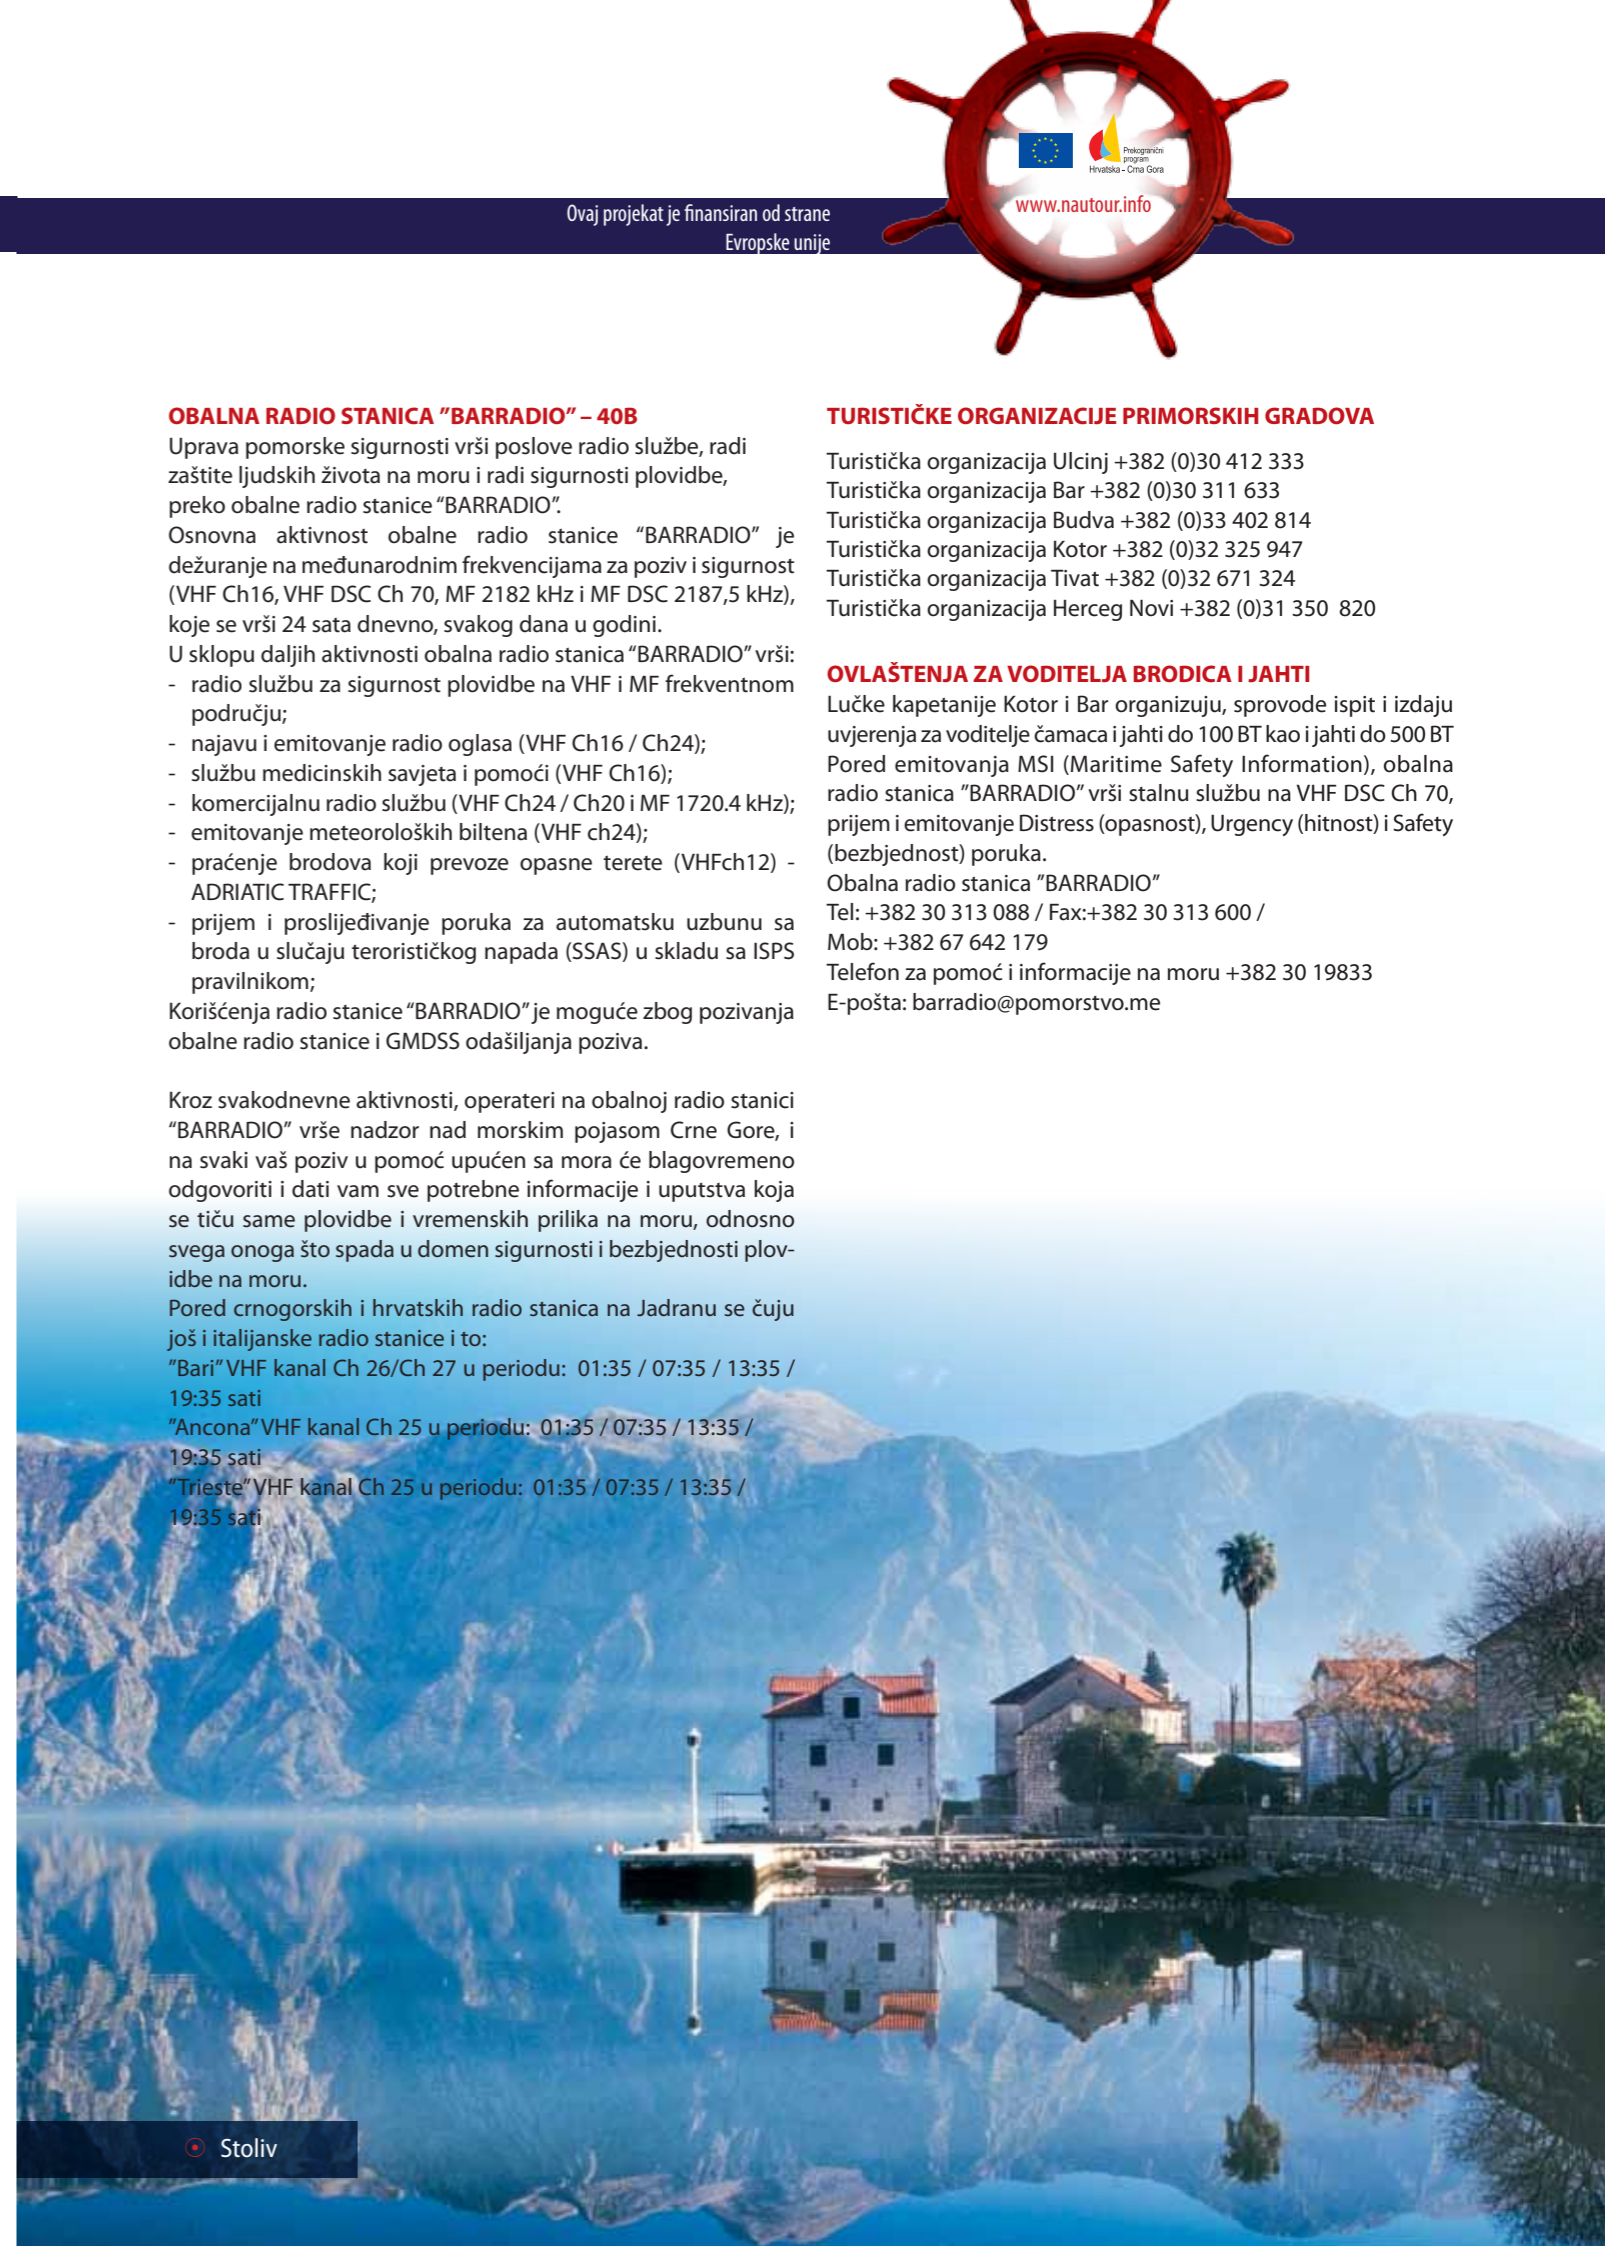 Prekogranični
program
Hrvatska - Crna Gora
www.nautour.info
Ovaj projekat je finansiran od strane
Evropske unije
OBALNA RADIO STANICA ”BARRADIO” – 40B
Uprava pomorske sigurnosti vrši poslove radio službe, radi
zaštite ljudskih života na moru i radi sigurnosti plovidbe,
preko obalne radio stanice “BARRADIO”.
Osnovna aktivnost obalne radio stanice “BARRADIO” je
dežuranje na međunarodnim frekvencijama za poziv i sigurnost
(VHF Ch16, VHF DSC Ch 70, MF 2182 kHz i MF DSC 2187,5 kHz),
koje se vrši 24 sata dnevno, svakog dana u godini.
U sklopu daljih aktivnosti obalna radio stanica “BARRADIO” vrši:
- radio službu za sigurnost plovidbe na VHF i MF frekventnom
području;
- najavu i emitovanje radio oglasa (VHF Ch16 / Ch24);
- službu medicinskih savjeta i pomoći (VHF Ch16);
- komercijalnu radio službu (VHF Ch24 / Ch20 i MF 1720.4 kHz);
- emitovanje meteoroloških biltena (VHF ch24);
- praćenje brodova koji prevoze opasne terete (VHFch12) -
ADRIATIC TRAFFIC;
- prijem i proslijeđivanje poruka za automatsku uzbunu sa
broda u slučaju terorističkog napada (SSAS) u skladu sa ISPS
pravilnikom;
Korišćenja radio stanice “BARRADIO” je moguće zbog pozivanja
obalne radio stanice i GMDSS odašiljanja poziva.
Kroz svakodnevne aktivnosti, operateri na obalnoj radio stanici
“BARRADIO” vrše nadzor nad morskim pojasom Crne Gore, i
na svaki vaš poziv u pomoć upućen sa mora će blagovremeno
odgovoriti i dati vam sve potrebne informacije i uputstva koja
se tiču same plovidbe i vremenskih prilika na moru, odnosno
svega onoga što spada u domen sigurnosti i bezbjednosti plov-
idbe na moru.
Pored crnogorskih i hrvatskih radio stanica na Jadranu se čuju
još i italijanske radio stanice i to:
”Bari” VHF kanal Ch 26/Ch 27 u periodu: 01:35 / 07:35 / 13:35 /
19:35 sati
”Ancona” VHF kanal Ch 25 u periodu: 01:35 / 07:35 / 13:35 /
19:35 sati
”Trieste” VHF kanal Ch 25 u periodu: 01:35 / 07:35 / 13:35 /
19:35 sati
TURISTIČKE ORGANIZACIJE PRIMORSKIH GRADOVA
Turistička organizacija Ulcinj +382 (0)30 412 333
Turistička organizacija Bar +382 (0)30 311 633
Turistička organizacija Budva +382 (0)33 402 814
Turistička organizacija Kotor +382 (0)32 325 947
Turistička organizacija Tivat +382 (0)32 671 324
Turistička organizacija Herceg Novi +382 (0)31 350 820
OVLAŠTENJA ZA VODITELJA BRODICA I JAHTI
Lučke kapetanije Kotor i Bar organizuju, sprovode ispit i izdaju
uvjerenja za voditelje čamaca i jahti do 100 BT kao i jahti do 500 BT
Pored emitovanja MSI (Maritime Safety Information), obalna
radio stanica ”BARRADIO” vrši stalnu službu na VHF DSC Ch 70,
prijem i emitovanje Distress (opasnost), Urgency (hitnost) i Safety
(bezbjednost) poruka.
Obalna radio stanica ”BARRADIO”
Tel: +382 30 313 088 / Fax:+382 30 313 600 /
Mob: +382 67 642 179
Telefon za pomoć i informacije na moru +382 30 19833
E-pošta: barradio@pomorstvo.me
Stoliv